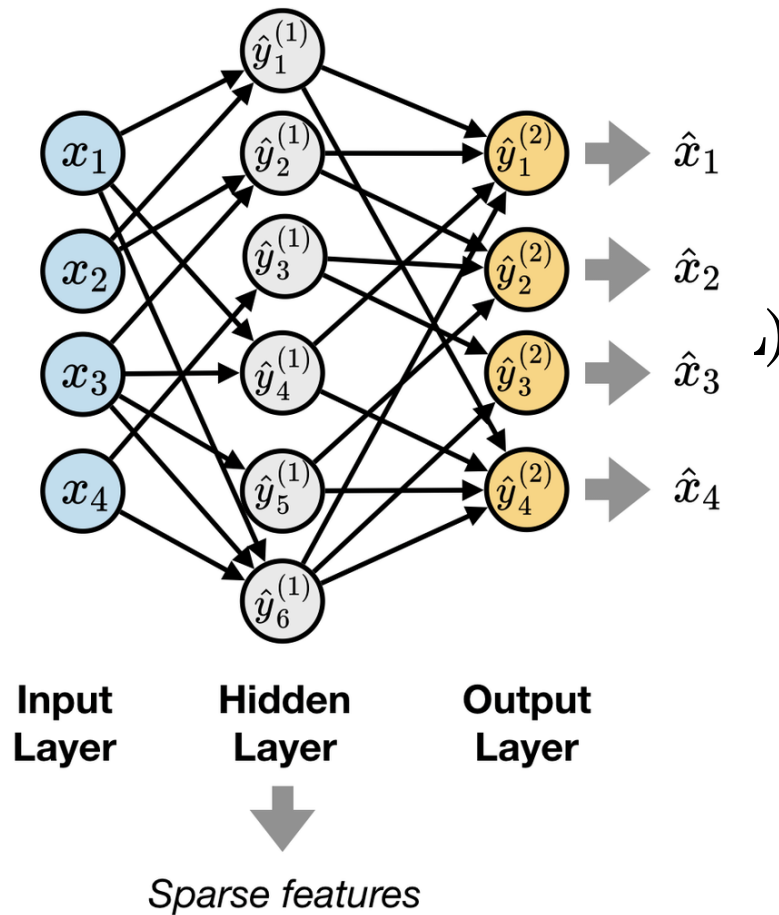 ŷ₁⁽¹⁾
x₁ ŷ₂⁽¹⁾ ŷ₁⁽²⁾ x̂₁
x₂ ŷ₃⁽¹⁾ ŷ₂⁽²⁾ x̂₂
x₃ ŷ₄⁽¹⁾ ŷ₃⁽²⁾ x̂₃
x₄ ŷ₅⁽¹⁾ ŷ₄⁽²⁾ x̂₄
ŷ₆⁽¹⁾
Input Hidden Output
Layer Layer Layer
Sparse features